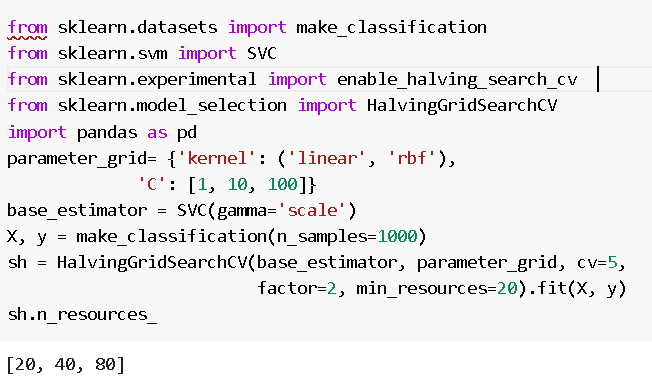 from sklearn.datasets import make_classification
from sklearn.svm import SVC
from sklearn.experimental import enable_halving_search_cv
from sklearn.model_selection import HalvingGridSearchCV
import pandas as pd
parameter_grid= {'kernel': ('linear', 'rbf'),
             'C': [1, 10, 100]}
base_estimator = SVC(gamma='scale')
X, y = make_classification(n_samples=1000)
sh = HalvingGridSearchCV(base_estimator, parameter_grid, cv=5,
                         factor=2, min_resources=20).fit(X, y)
sh.n_resources_
[20, 40, 80]